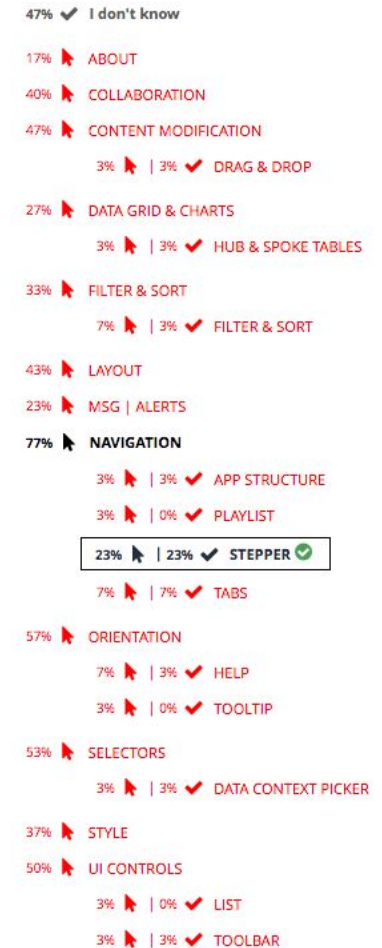 47% I don't know
17% ABOUT
40% COLLABORATION
47% CONTENT MODIFICATION
3% | 3% DRAG & DROP
27% DATA GRID & CHARTS
3% | 3% HUB & SPOKE TABLES
33% FILTER & SORT
7% | 3% FILTER & SORT
43% LAYOUT
23% MSG | ALERTS
77% NAVIGATION
3% | 3% APP STRUCTURE
3% | 0% PLAYLIST
23% | 23% STEPPER
7% | 7% TABS
57% ORIENTATION
7% | 3% HELP
3% | 0% TOOLTIP
53% SELECTORS
3% | 3% DATA CONTEXT PICKER
37% STYLE
50% UI CONTROLS
3% | 0% LIST
3% | 3% TOOLBAR